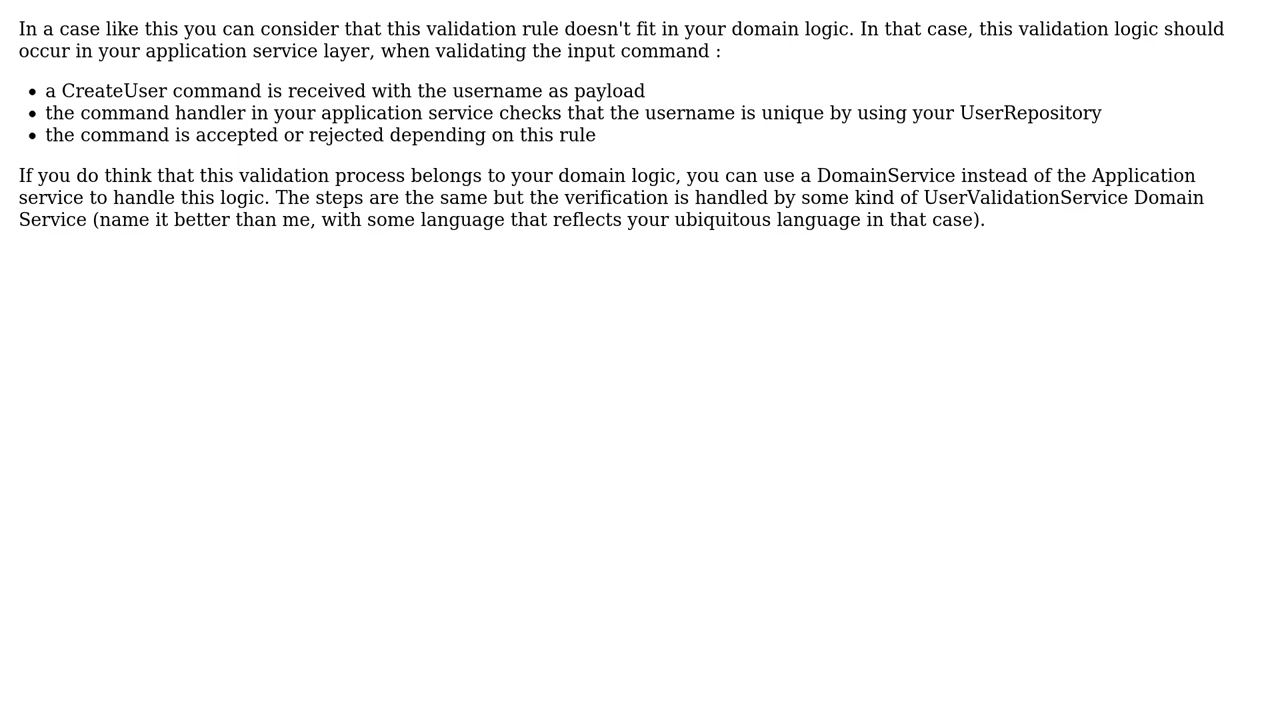 In a case like this you can consider that this validation rule doesn't fit in your domain logic. In that case, this validation logic should
occur in your application service layer, when validating the input command :
• a CreateUser command is received with the username as payload
• the command handler in your application service checks that the username is unique by using your UserRepository
• the command is accepted or rejected depending on this rule
If you do think that this validation process belongs to your domain logic, you can use a DomainService instead of the Application
service to handle this logic. The steps are the same but the verification is handled by some kind of UserValidationService Domain
Service (name it better than me, with some language that reflects your ubiquitous language in that case).